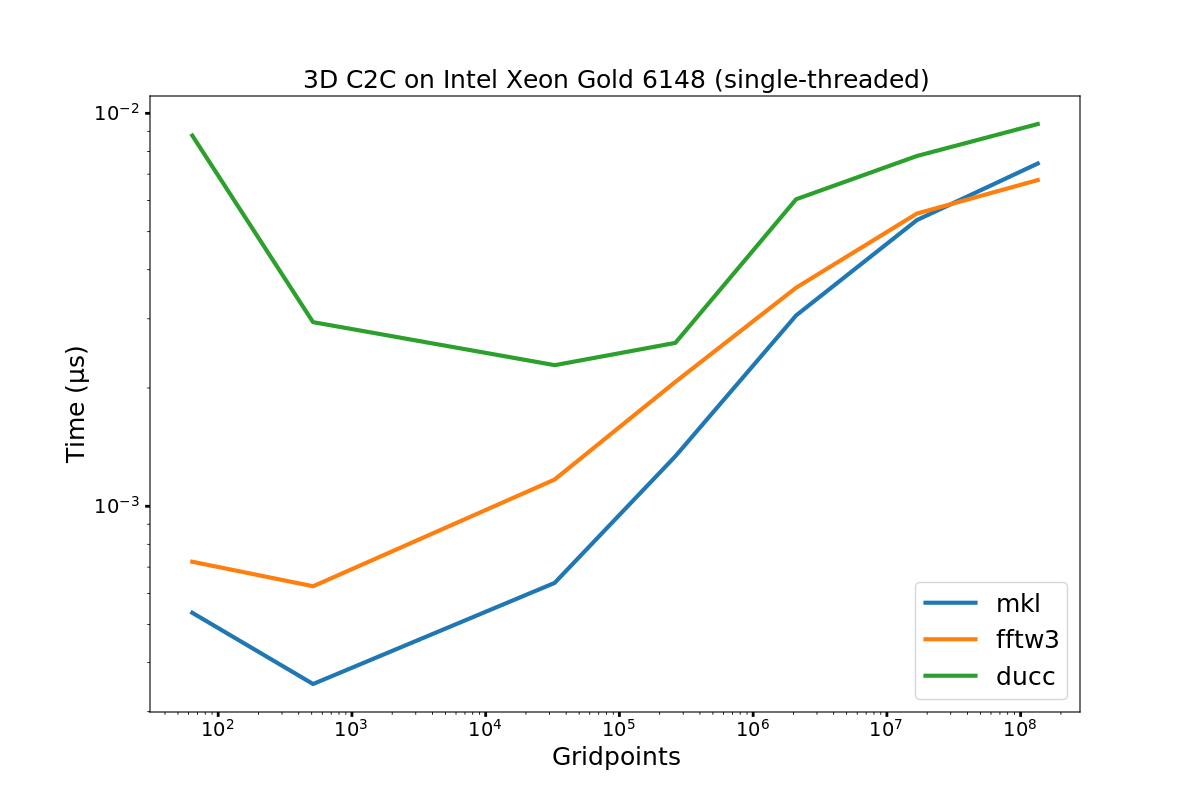 3D C2C on Intel Xeon Gold 6148 (single-threaded)
10⁻²
10⁻³
Time (µs)
10² 10³ 10⁴ 10⁵ 10⁶ 10⁷ 10⁸
Gridpoints
mkl
fftw3
ducc